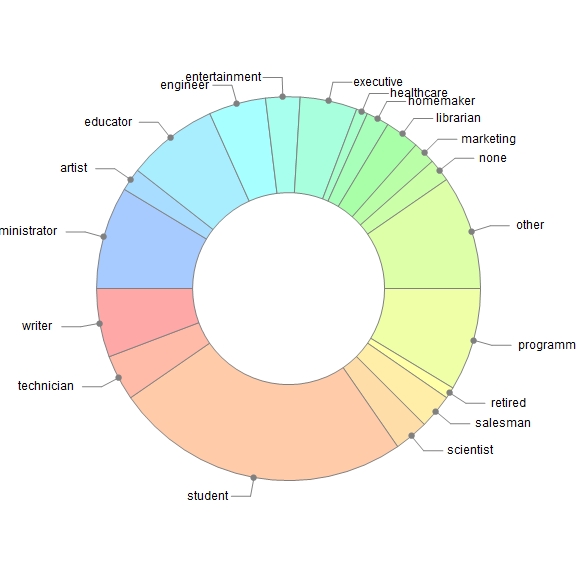 entertainment
executive
engineer
healthcare
homemaker
librarian
educator
marketing
none
artist
other
ministrator
writer
programm
technician
retired
salesman
scientist
student